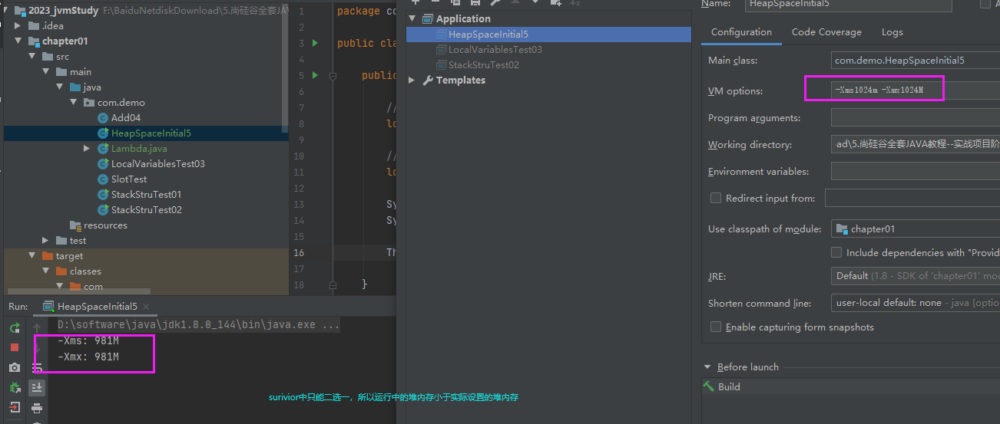 2023_jvmStudy F:\BaiduNetdiskDownload\5.尚硅谷全套JAVA
.idea
chapter01
src
main
java
com.demo
Add04
HeapSpaceInitial5
Lambda.java
LocalVariablesTest03
SlotTest
StackStruTest01
StackStruTest02
resources
test
target
classes
com
1
2
3
4
5
6
7
8
9
10
11
12
13
14
15
16
17
18
package co
public cla
public
//
lo
//
lo
Sy
Sy
Th
}
Application
HeapSpaceInitial5
LocalVariablesTest03
StackStruTest02
Templates
Name: HeapSpaceInitial5
Configuration Code Coverage Logs
Main class: com.demo.HeapSpaceInitial5
VM options: -Xms1024m -Xmx1024M
Program arguments:
Working directory: ad\5.尚硅谷全套JAVA教程--实战项目阶
Environment variables:
Redirect input from:
Use classpath of module: chapter01
Include dependencies with "Provid
JRE: Default (1.8 - SDK of 'chapter01' mod
Shorten command line: user-local default: none - java [optio
Enable capturing form snapshots
Before launch
Build
Run: HeapSpaceInitial5
D:\software\java\jdk1.8.0_144\bin\java.exe ...
-Xms: 981M
-Xmx: 981M
surivior中只能二选一，所以运行中的堆内存小于实际设置的堆内存